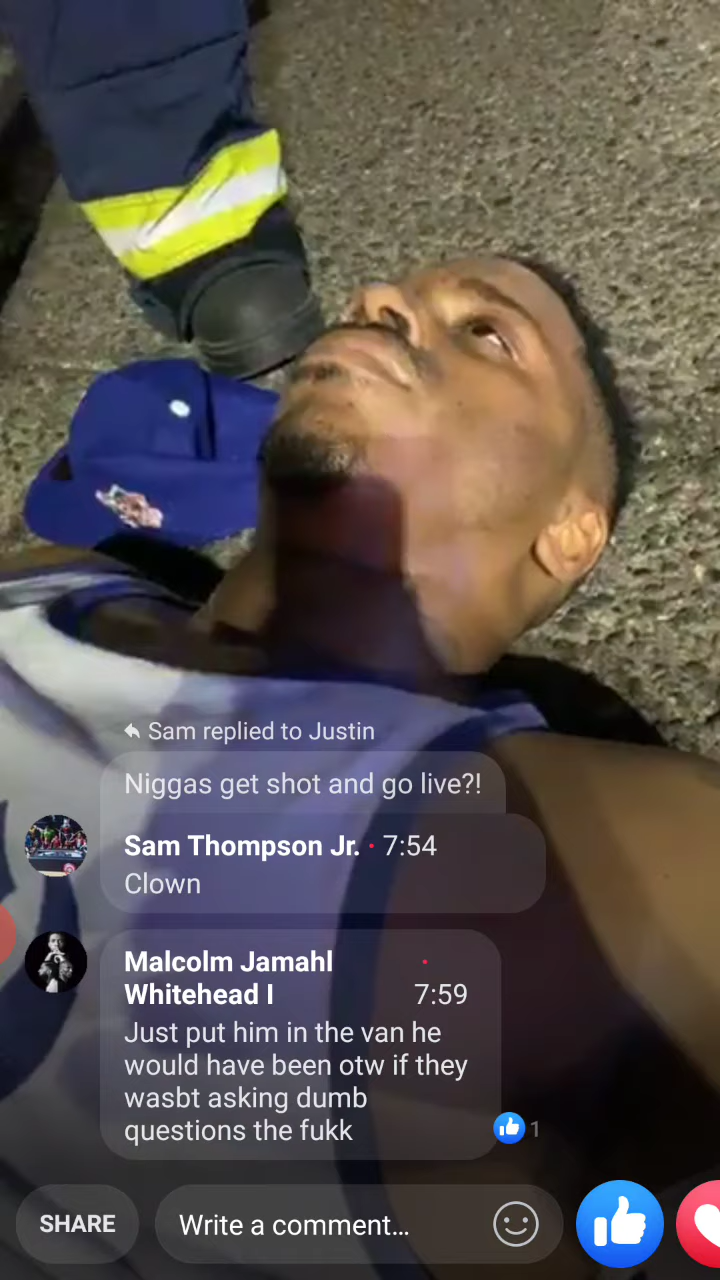 Sam replied to Justin
Niggas get shot and go live?!
Sam Thompson Jr. · 7:54
Clown
Malcolm Jamahl ·
Whitehead I 7:59
Just put him in the van he
would have been otw if they
wasbt asking dumb
questions the fukk
1
SHARE
Write a comment...